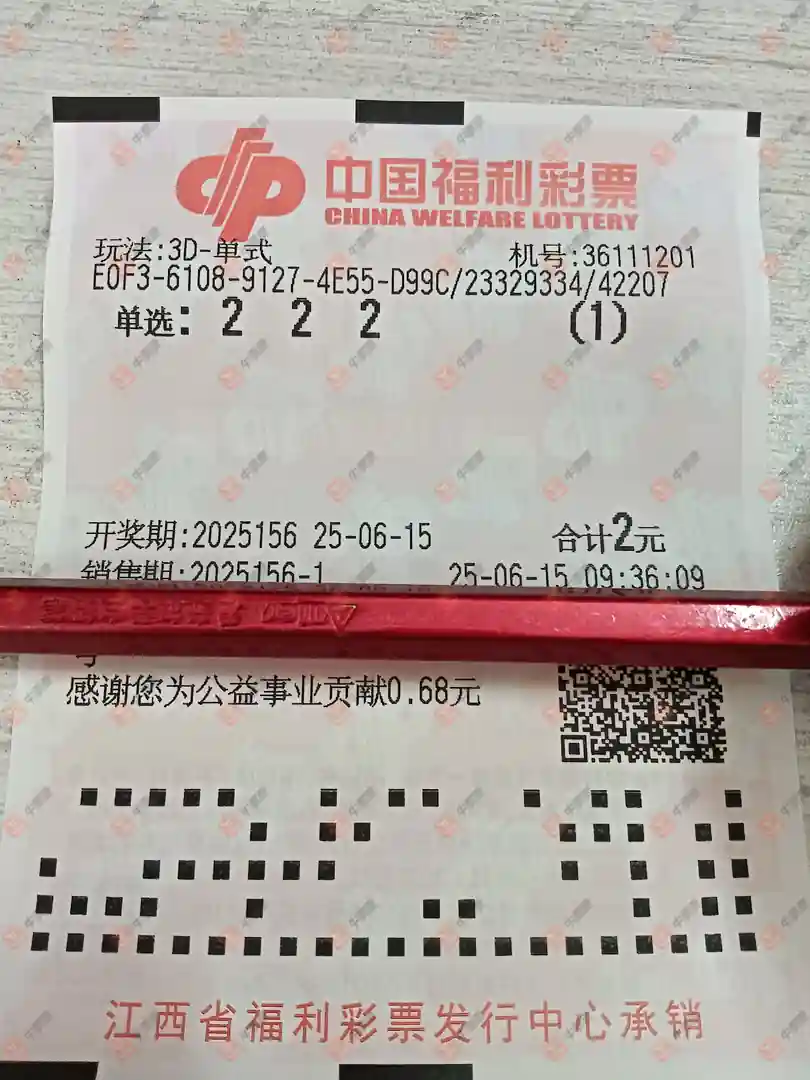 中国福利彩票
CHINA WELFARE LOTTERY
玩法:3D-单式 机号:36111201
E0F3-6108-9127-4E55-D99C/23329334/42207
单选: 2 2 2 (1)
开奖期:2025156 25-06-15 合计2元
销售期:2025156-1 25-06-15 09:36:09
感谢您为公益事业贡献0.68元
江西省福利彩票发行中心承销